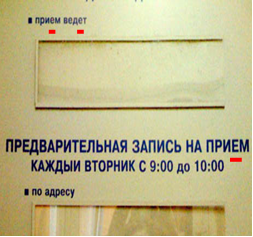 прием ведет
ПРЕДВАРИТЕЛЬНАЯ ЗАПИСЬ НА ПРИЕМ
КАЖДЫЙ ВТОРНИК С 9:00 до 10:00
по адресу